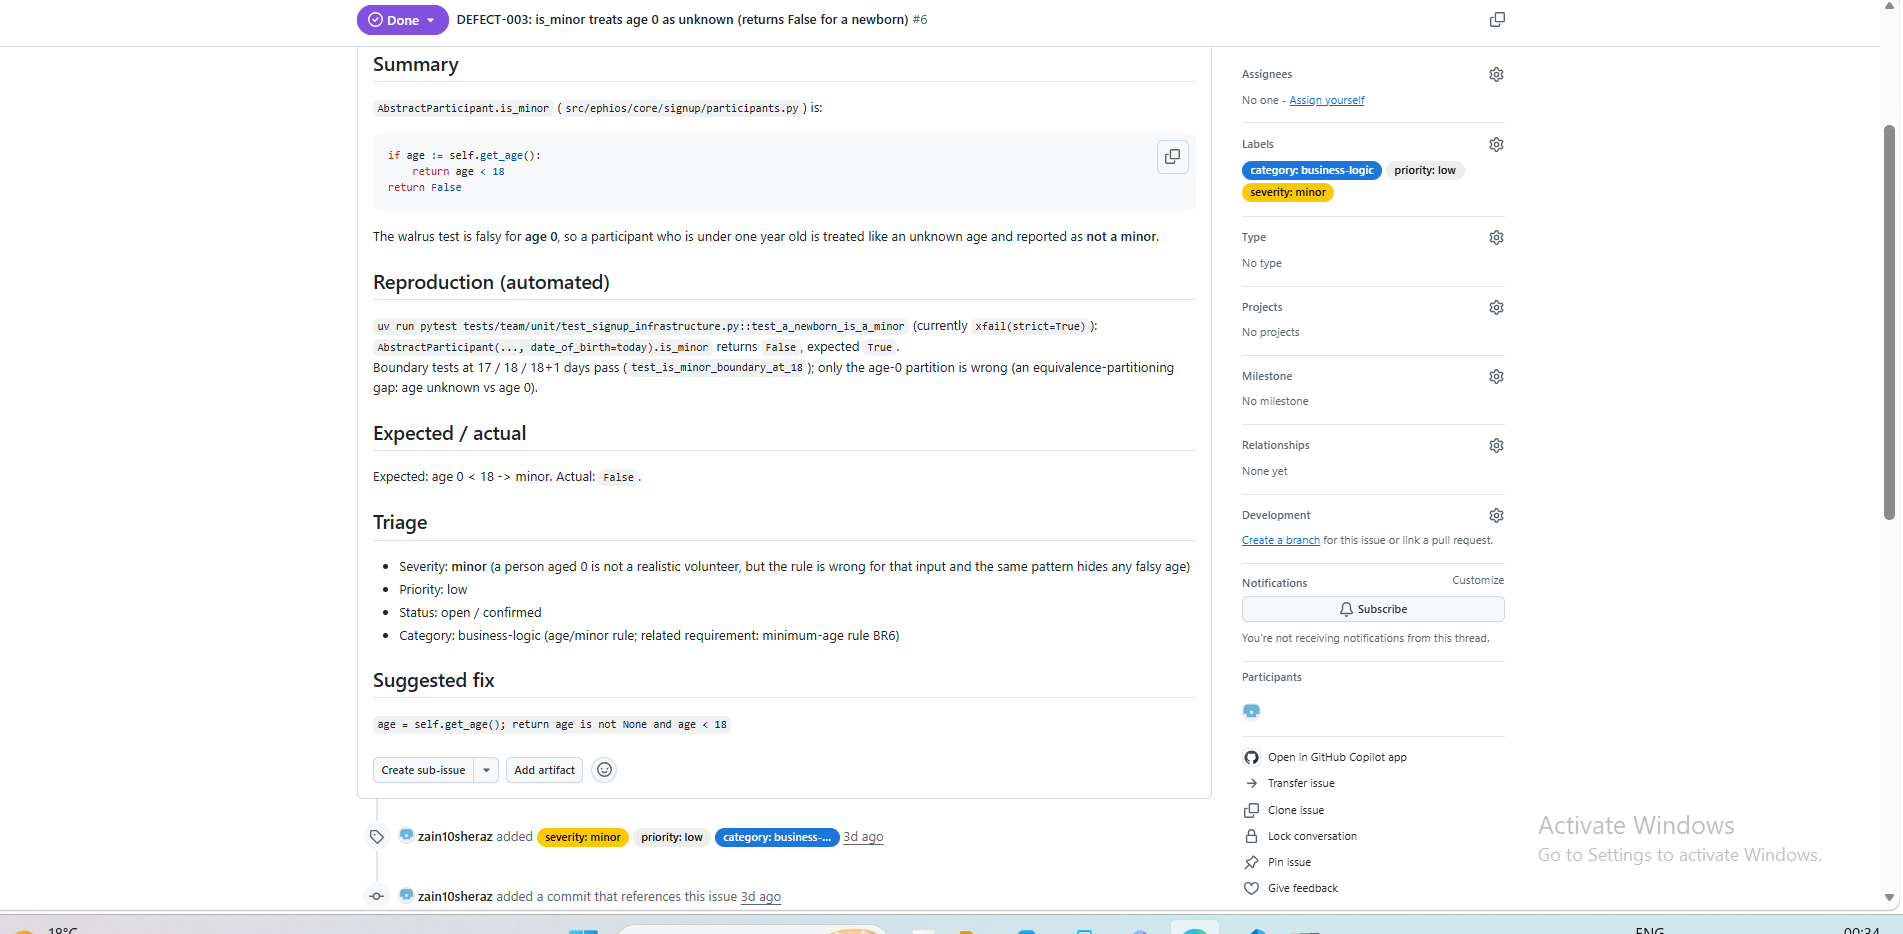 Done
DEFECT-003: is_minor treats age 0 as unknown (returns False for a newborn) #6
Summary
AbstractParticipant.is_minor ( src/ephios/core/signup/participants.py ) is:
if age := self.get_age():
    return age < 18
return False
The walrus test is falsy for age 0, so a participant who is under one year old is treated like an unknown age and reported as not a minor.
Reproduction (automated)
uv run pytest tests/team/unit/test_signup_infrastructure.py::test_a_newborn_is_a_minor (currently xfail(strict=True) ):
AbstractParticipant(..., date_of_birth=today).is_minor returns False , expected True .
Boundary tests at 17 / 18 / 18+1 days pass ( test_is_minor_boundary_at_18 ); only the age-0 partition is wrong (an equivalence-partitioning
gap: age unknown vs age 0).
Expected / actual
Expected: age 0 < 18 -> minor. Actual: False .
Triage
• Severity: minor (a person aged 0 is not a realistic volunteer, but the rule is wrong for that input and the same pattern hides any falsy age)
• Priority: low
• Status: open / confirmed
• Category: business-logic (age/minor rule; related requirement: minimum-age rule BR6)
Suggested fix
age = self.get_age(); return age is not None and age < 18
Create sub-issue
Add artifact
zain10sheraz added severity: minor priority: low category: business-... 3d ago
zain10sheraz added a commit that references this issue 3d ago
Assignees
No one - Assign yourself
Labels
category: business-logic priority: low
severity: minor
Type
No type
Projects
No projects
Milestone
No milestone
Relationships
None yet
Development
Create a branch for this issue or link a pull request.
Notifications Customize
Subscribe
You're not receiving notifications from this thread.
Participants
Open in GitHub Copilot app
Transfer issue
Clone issue
Lock conversation
Pin issue
Give feedback
Activate Windows
Go to Settings to activate Windows.
18°C
ENG
00:34